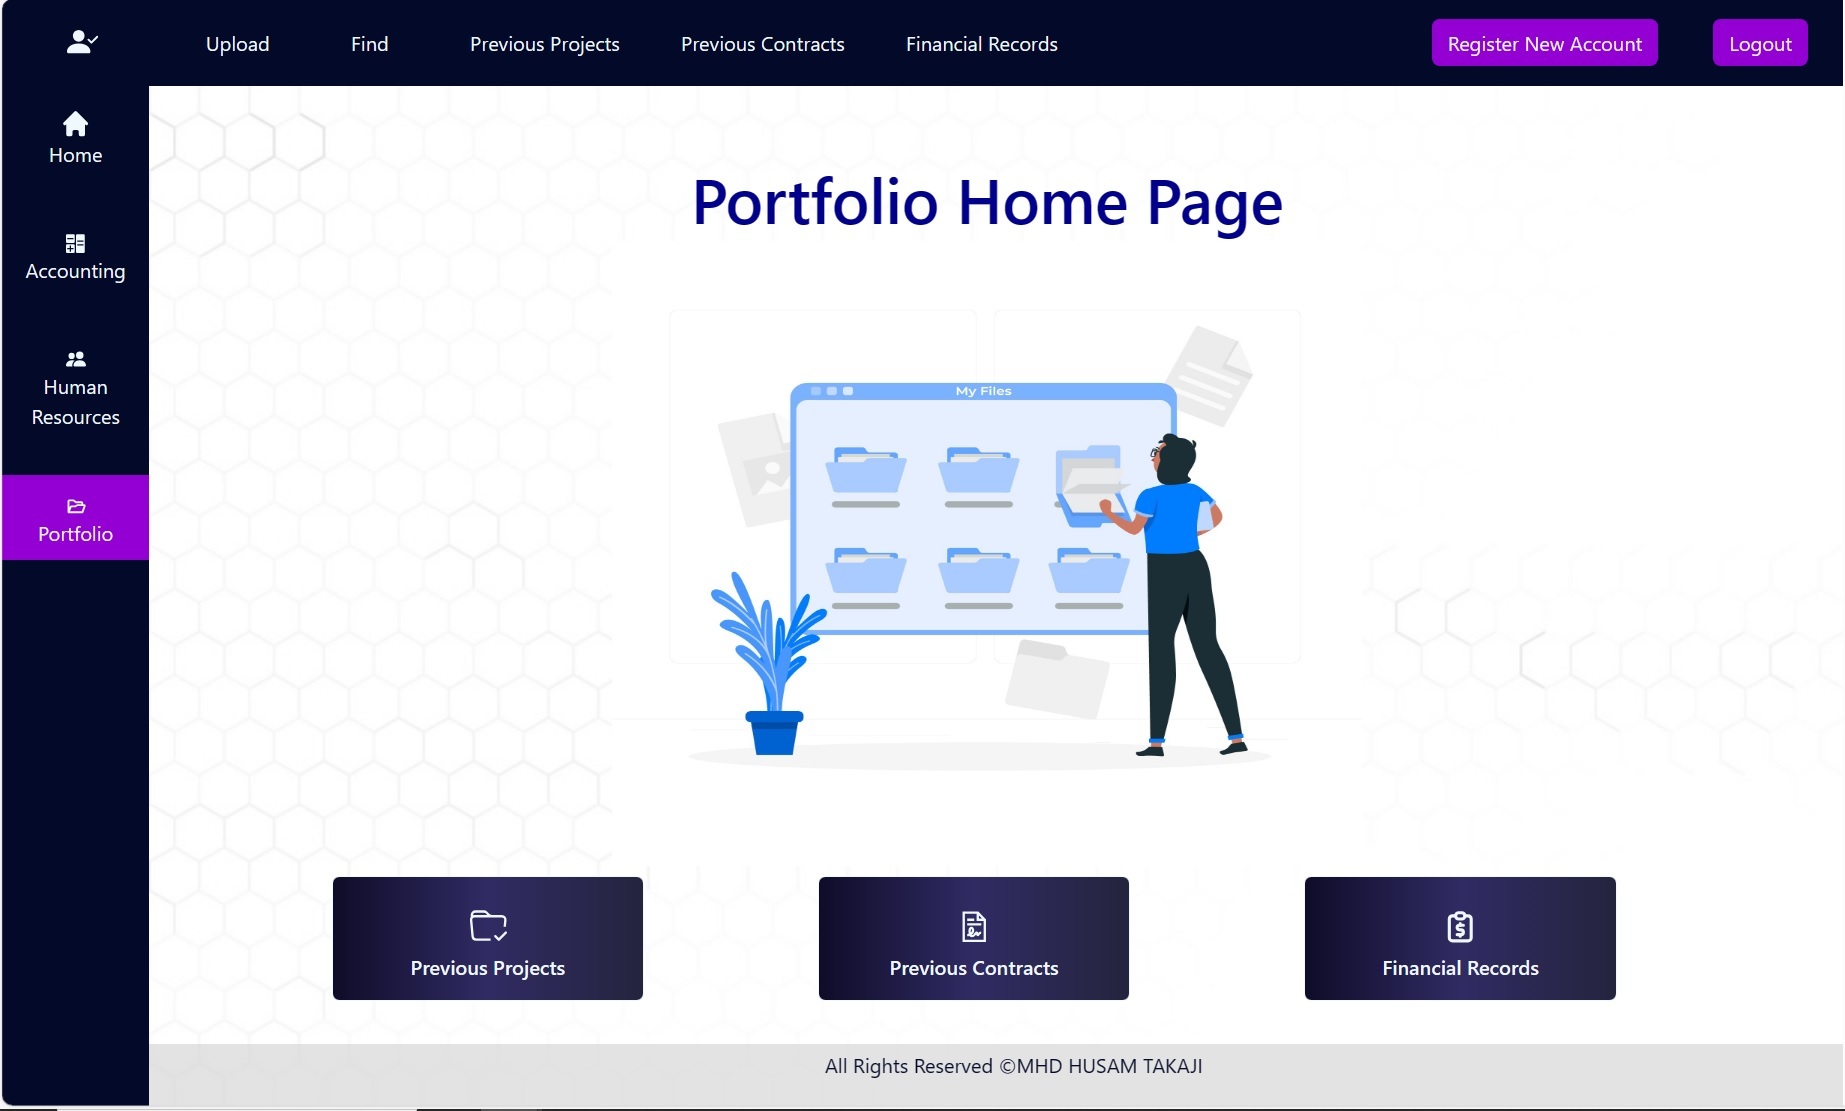 Upload
Find
Previous Projects
Previous Contracts
Financial Records
Register New Account
Logout
Home
Accounting
Human
Resources
Portfolio
Portfolio Home Page
My Files
Previous Projects
Previous Contracts
Financial Records
All Rights Reserved ©MHD HUSAM TAKAJI